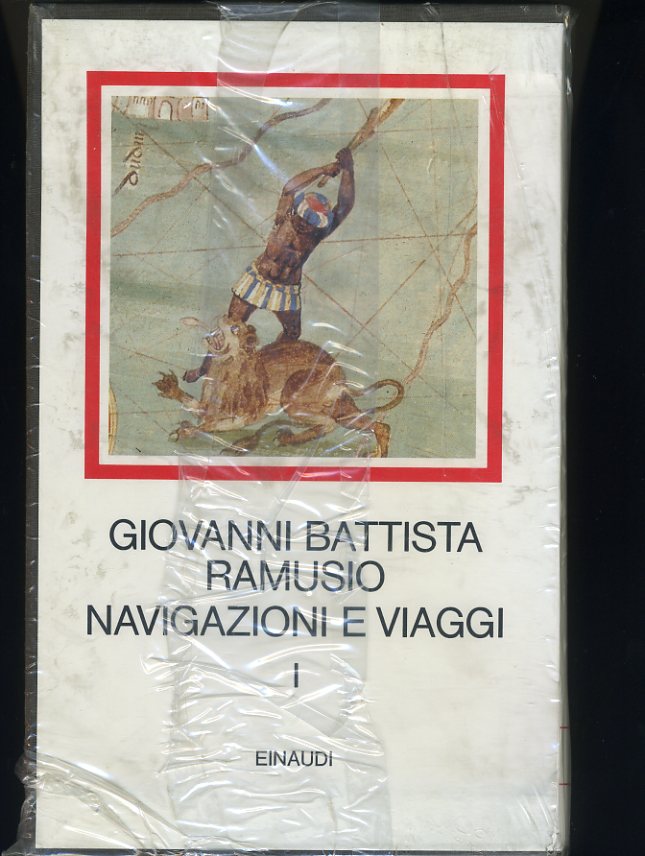 GIOVANNI BATTISTA
RAMUSIO
NAVIGAZIONI E VIAGGI
I
EINAUDI